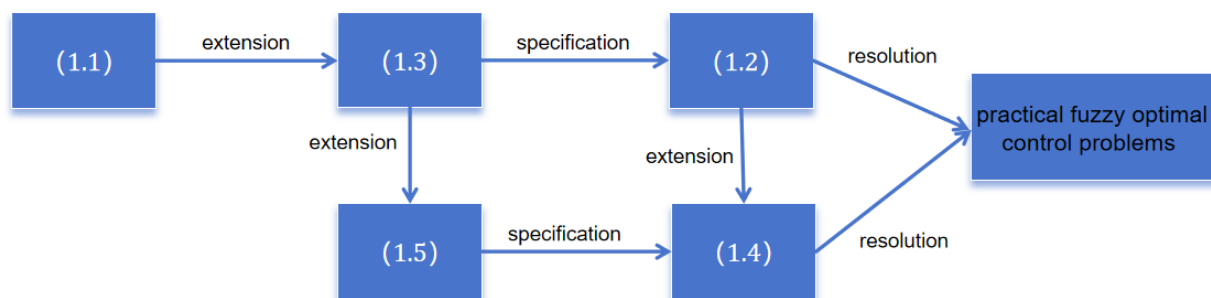 extension
specification
(1.1)
(1.3)
(1.2)
resolution
practical fuzzy optimal
control problems
extension
extension
specification
resolution
(1.5)
(1.4)